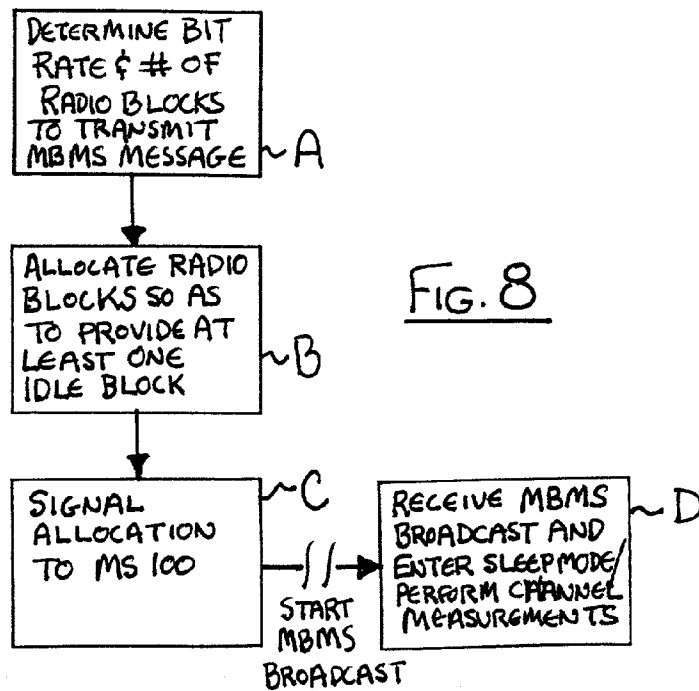 DETERMINE BIT
RATE & # OF
RADIO BLOCKS
TO TRANSMIT
MBMS MESSAGE
A
ALLOCATE RADIO
BLOCKS SO AS
TO PROVIDE AT
LEAST ONE
IDLE BLOCK
B
FIG. 8
SIGNAL
ALLOCATION
TO MS 100
C
START
MBMS
BROADCAST
RECEIVE MBMS
BROADCAST AND
ENTER SLEEP MODE/
PERFORM CHANNEL
MEASUREMENTS
D